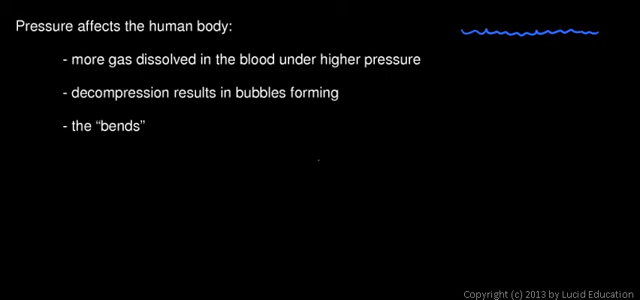 Pressure affects the human body:
- more gas dissolved in the blood under higher pressure
- decompression results in bubbles forming
- the “bends”
Copyright (c) 2013 by Lucid Education